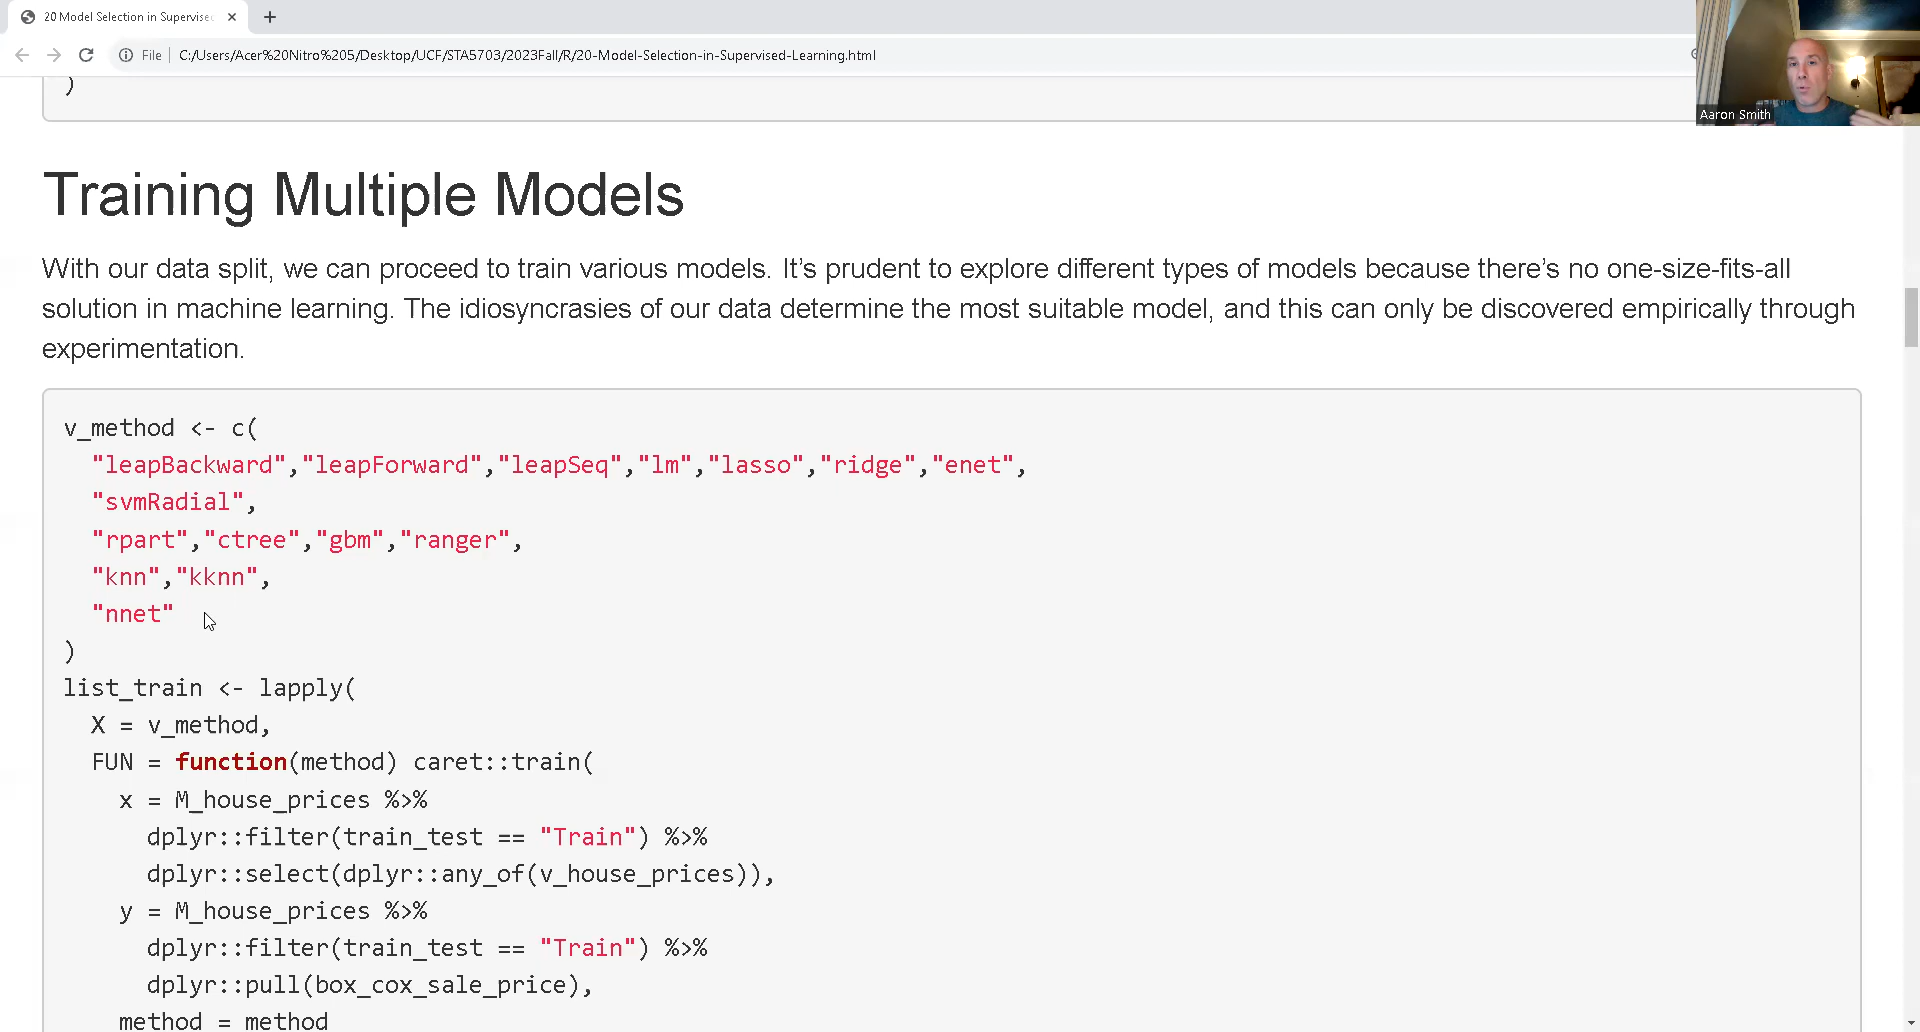 20 Model Selection in Supervised
File
C:/Users/Acer%20Nitro%205/Desktop/UCF/STA5703/2023Fall/R/20-Model-Selection-in-Supervised-Learning.html
Aaron Smith
)
Training Multiple Models
With our data split, we can proceed to train various models. It’s prudent to explore different types of models because there’s no one-size-fits-all
solution in machine learning. The idiosyncrasies of our data determine the most suitable model, and this can only be discovered empirically through
experimentation.
v_method <- c(
"leapBackward","leapForward","leapSeq","lm","lasso","ridge","enet",
"svmRadial",
"rpart","ctree","gbm","ranger",
"knn","kknn",
"nnet"
)
list_train <- lapply(
X = v_method,
FUN = function(method) caret::train(
x = M_house_prices %>%
dplyr::filter(train_test == "Train") %>%
dplyr::select(dplyr::any_of(v_house_prices)),
y = M_house_prices %>%
dplyr::filter(train_test == "Train") %>%
dplyr::pull(box_cox_sale_price),
method = method